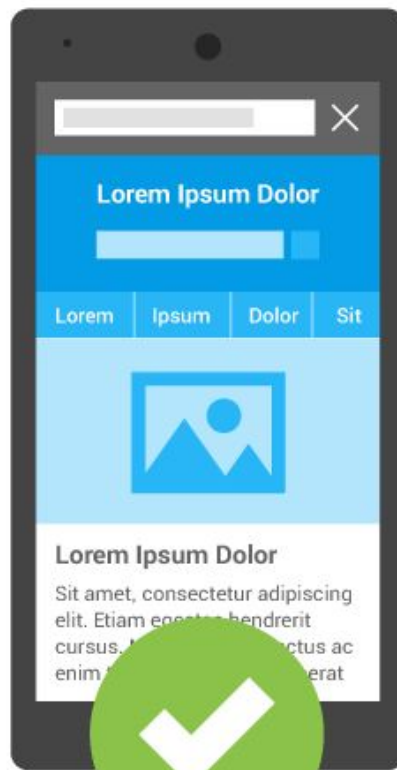 Lorem Ipsum Dolor
Lorem Ipsum Dolor Sit
Lorem Ipsum Dolor
Sit amet, consectetur adipiscing
elit. Etiam hendrerit
cursus. ac
enim